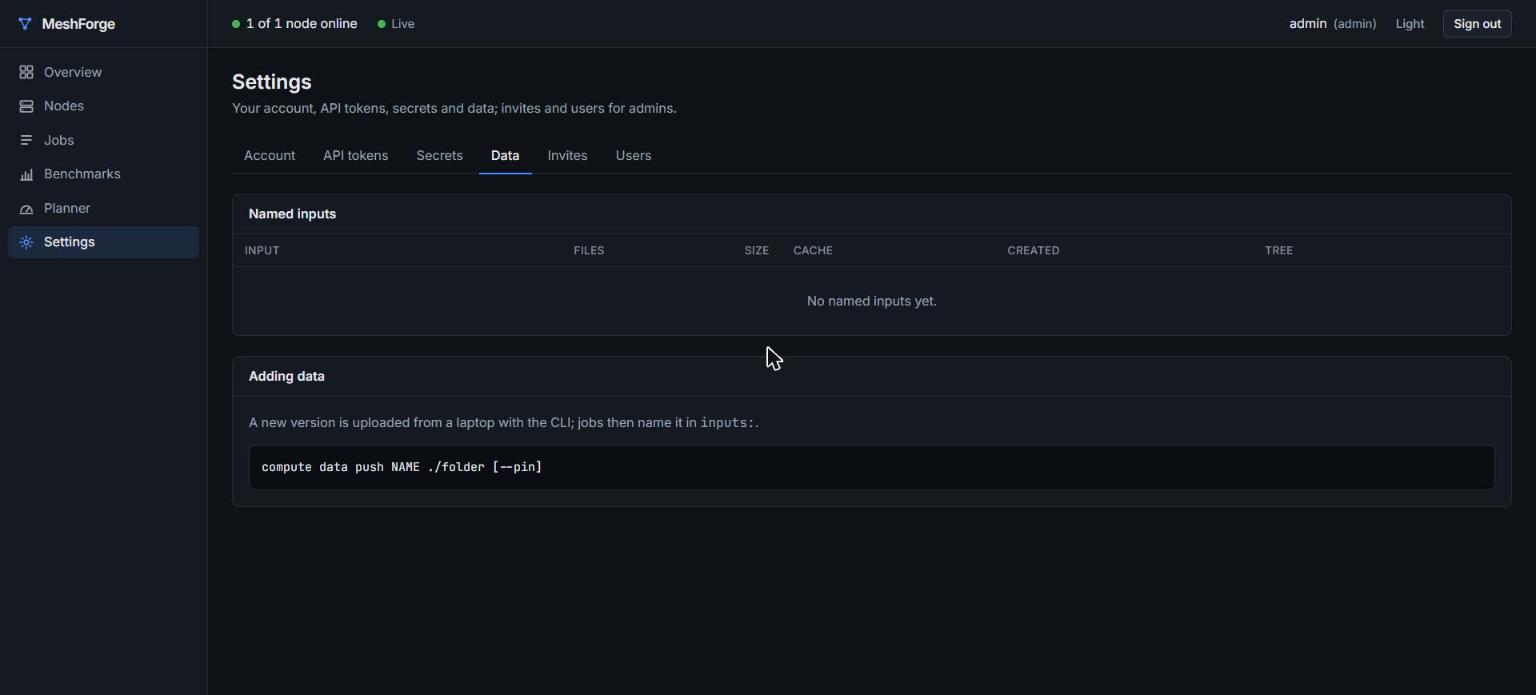 MeshForge
1 of 1 node online
Live
admin (admin)
Light
Sign out
Overview
Nodes
Jobs
Benchmarks
Planner
Settings
Settings
Your account, API tokens, secrets and data; invites and users for admins.
Account
API tokens
Secrets
Data
Invites
Users
Named inputs
INPUT FILES SIZE CACHE CREATED TREE
No named inputs yet.
Adding data
A new version is uploaded from a laptop with the CLI; jobs then name it in inputs:.
compute data push NAME ./folder [--pin]